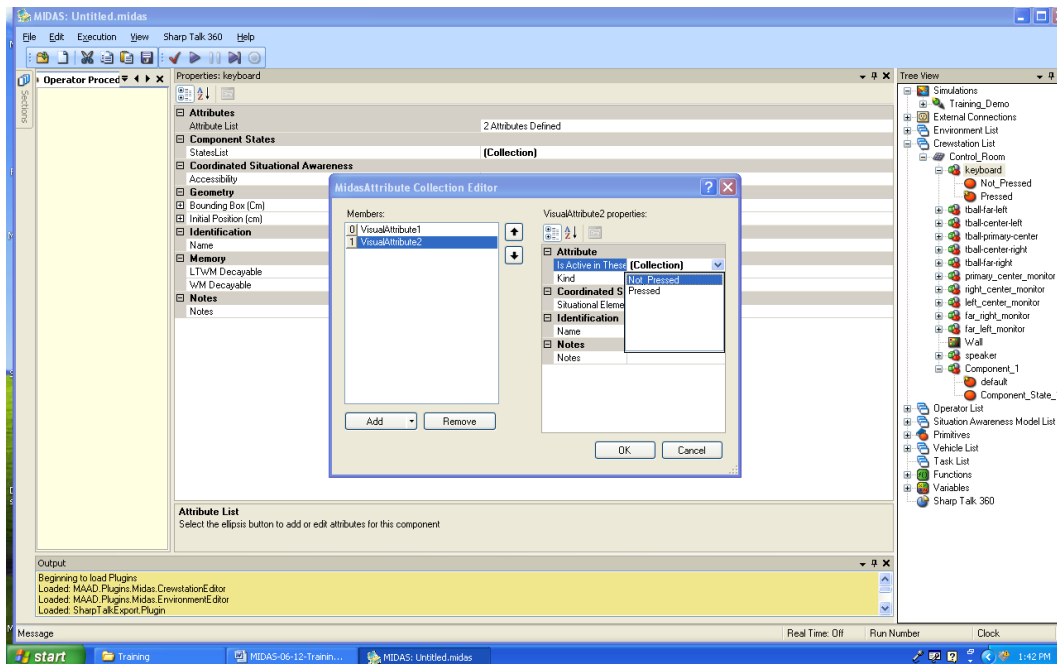 MIDAS: Untitled.midas
File Edit Execution View Sharp Talk 360 Help
Sections
Operator Proced
Properties: keyboard
Attributes
Attribute List 2 Attributes Defined
Component States
StatesList (Collection)
Coordinated Situational Awareness
Accessibility
Geometry
Bounding Box (Cm)
Initial Position (Cm)
Identification
Name
Memory
LTWM Decayable
WM Decayable
Notes
Notes
MidasAttribute Collection Editor
Members:
0 VisualAttribute1
1 VisualAttribute2
Add
Remove
VisualAttribute2 properties:
Attribute
Is Active in These (Collection)
Kind
Not_Pressed
Pressed
Coordinated S
Situational Eleme
Identification
Name
Notes
Notes
OK Cancel
Attribute List
Select the ellipsis button to add or edit attributes for this component
Tree View
Simulations
Training_Demo
External Connections
Environment List
Crewstation List
Control_Room
keyboard
Not_Pressed
Pressed
tball-far-left
tball-center-left
tball-primary-center
tball-center-right
tball-far-right
primary_center_monitor
right_center_monitor
left_center_monitor
far_right_monitor
far_left_monitor
Wall
speaker
Component_1
default
Component_State_
Operator List
Situation Awareness Model List
Primitives
Vehicle List
Task List
Functions
Variables
Sharp Talk 360
Output
Beginning to load Plugins
Loaded: MAAD.Plugins.Midas.CrewstationEditor
Loaded: MAAD.Plugins.Midas.EnvironmentEditor
Loaded: SharpTalkExport.Plugin
Message Real Time: Off Run Number Clock
start Training MIDAS-06-12-Trainin... MIDAS: Untitled.midas 1:42 PM